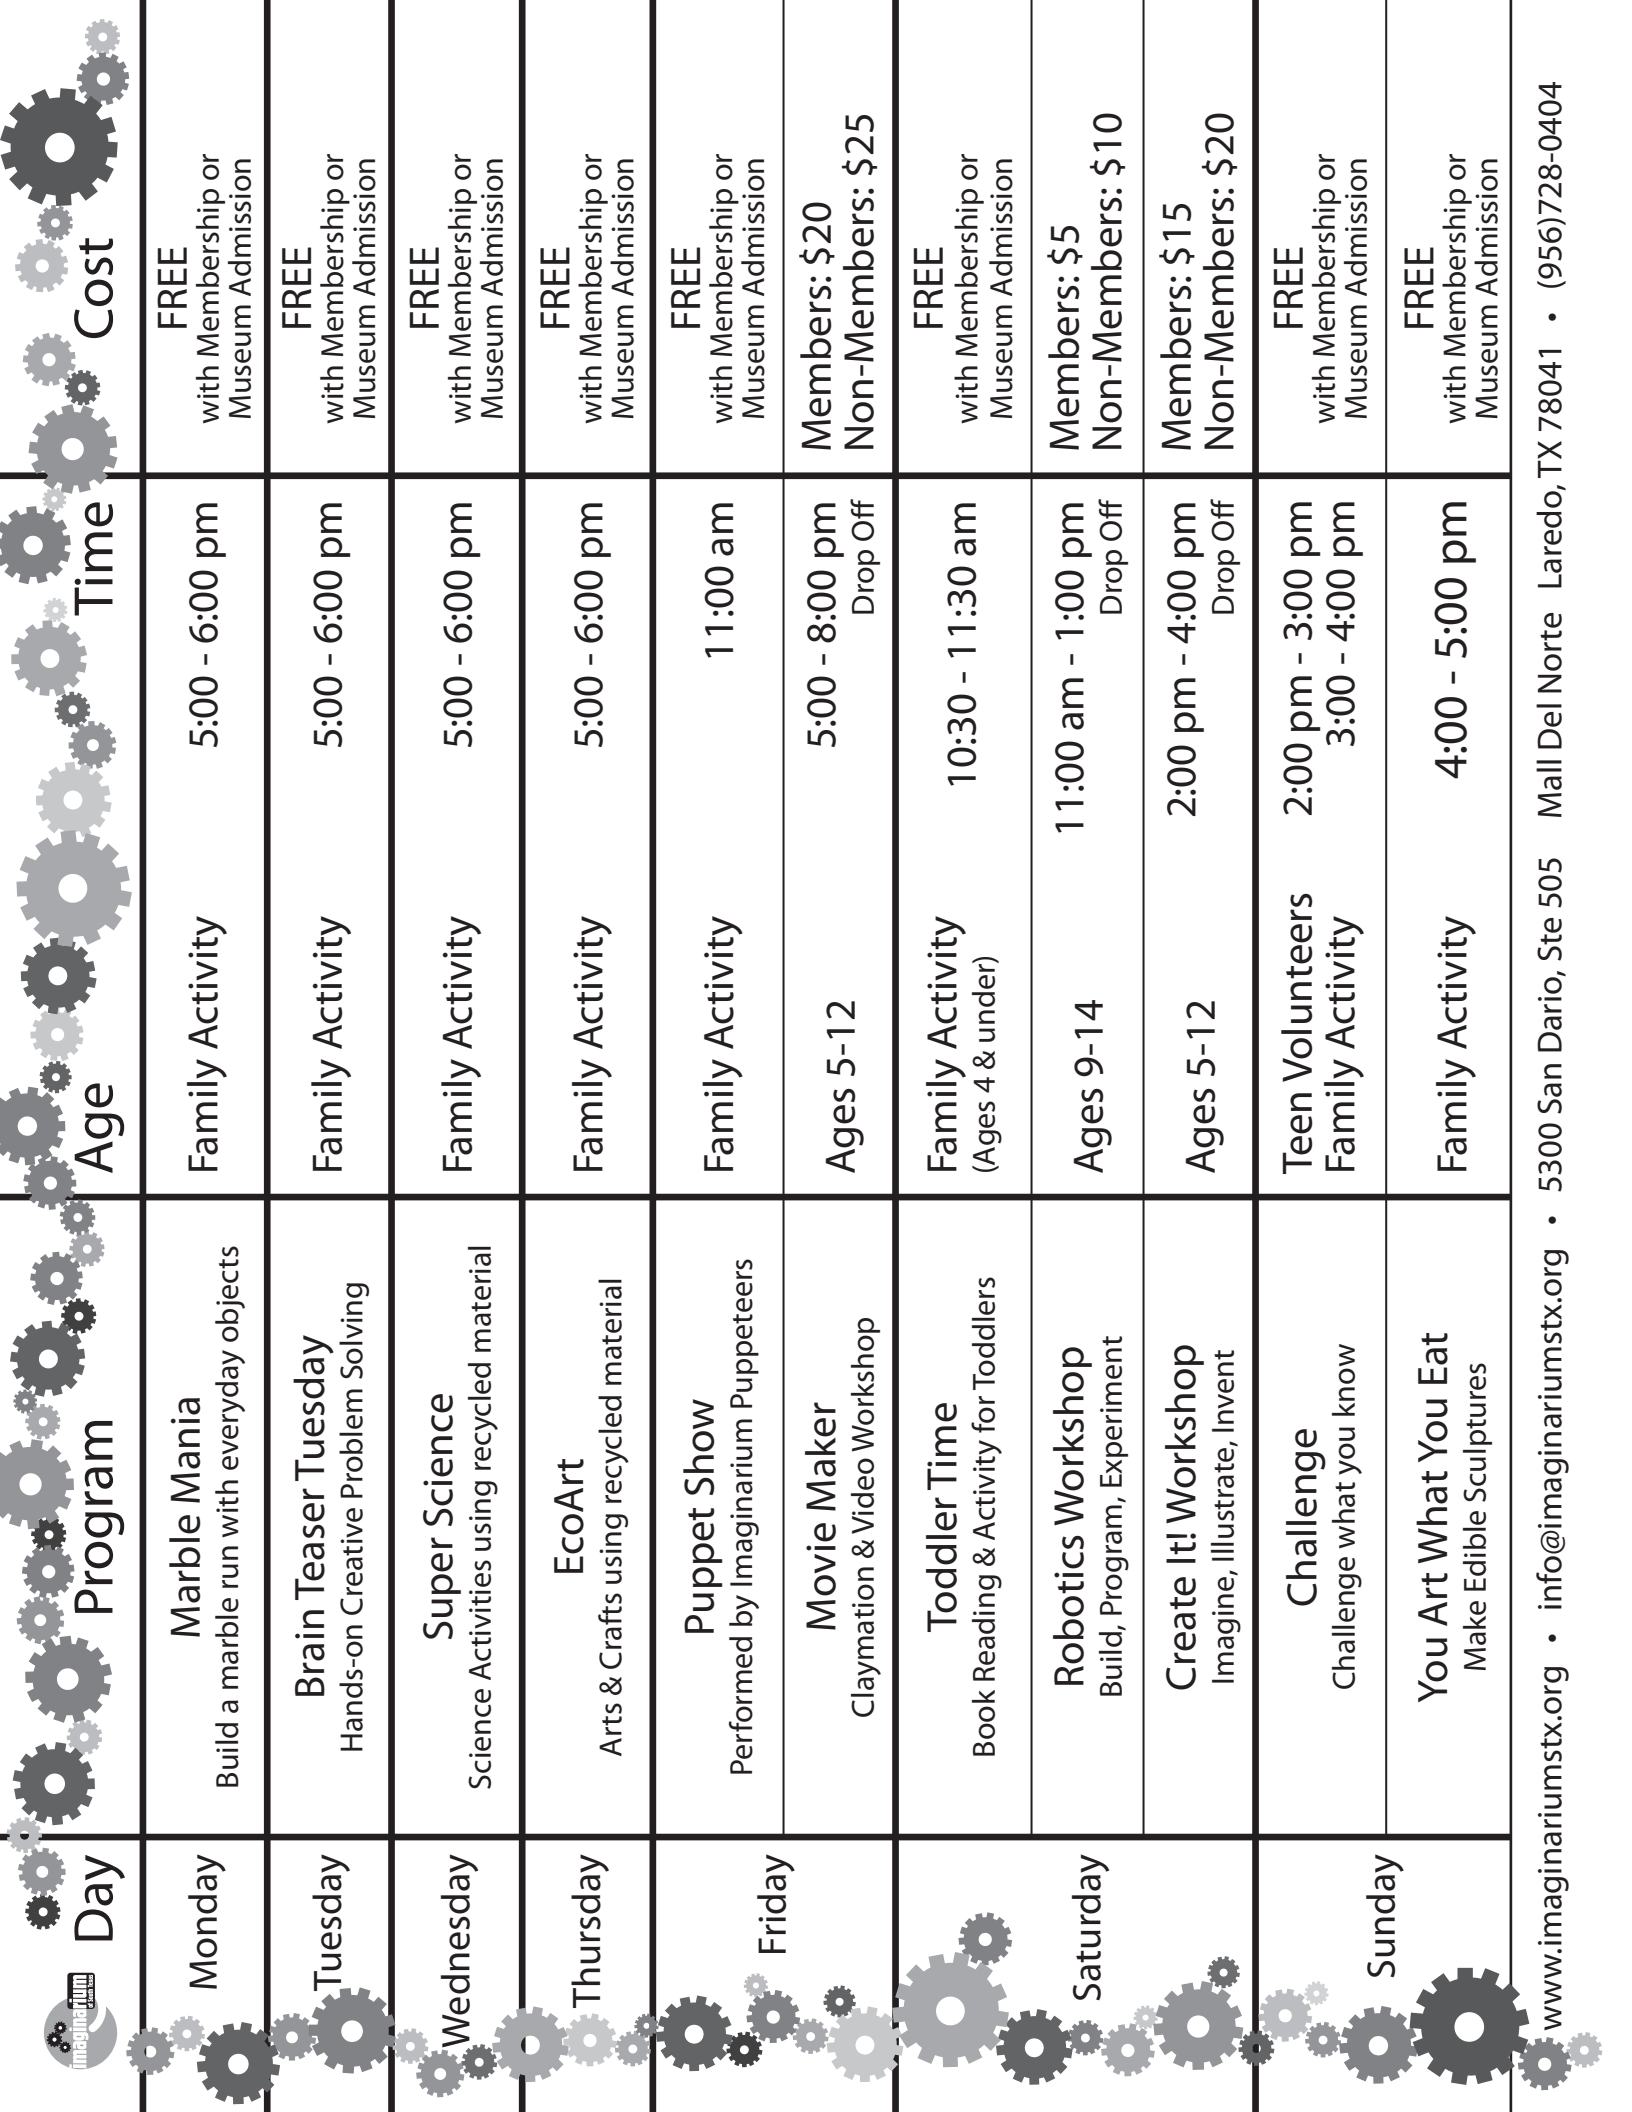 imaginarium
Day Program Age Time Cost
Monday
Marble Mania
Build a marble run with everyday objects
Family Activity
5:00 - 6:00 pm
FREE
with Membership or
Museum Admission
Tuesday
Brain Teaser Tuesday
Hands-on Creative Problem Solving
Family Activity
5:00 - 6:00 pm
FREE
with Membership or
Museum Admission
Wednesday
Super Science
Science Activities using recycled material
Family Activity
5:00 - 6:00 pm
FREE
with Membership or
Museum Admission
Thursday
EcoArt
Arts & Crafts using recycled material
Family Activity
5:00 - 6:00 pm
FREE
with Membership or
Museum Admission
Friday
Puppet Show
Performed by Imaginarium Puppeteers
Family Activity
11:00 am
FREE
with Membership or
Museum Admission
Movie Maker
Claymation & Video Workshop
Ages 5-12
5:00 - 8:00 pm
Drop Off
Members: $20
Non-Members: $25
Saturday
Toddler Time
Book Reading & Activity for Toddlers
Family Activity
(Ages 4 & under)
10:30 - 11:30 am
FREE
with Membership or
Museum Admission
Robotics Workshop
Build, Program, Experiment
Ages 9-14
11:00 am - 1:00 pm
Drop Off
Members: $5
Non-Members: $10
Create It! Workshop
Imagine, Illustrate, Invent
Ages 5-12
2:00 pm - 4:00 pm
Drop Off
Members: $15
Non-Members: $20
Sunday
Challenge
Challenge what you know
Teen Volunteers
Family Activity
2:00 pm - 3:00 pm
3:00 - 4:00 pm
FREE
with Membership or
Museum Admission
You Art What You Eat
Make Edible Sculptures
Family Activity
4:00 - 5:00 pm
FREE
with Membership or
Museum Admission
www.imaginariumstx.org • info@imaginariumstx.org • 5300 San Dario, Ste 505 Mall Del Norte Laredo, TX 78041 • (956)728-0404